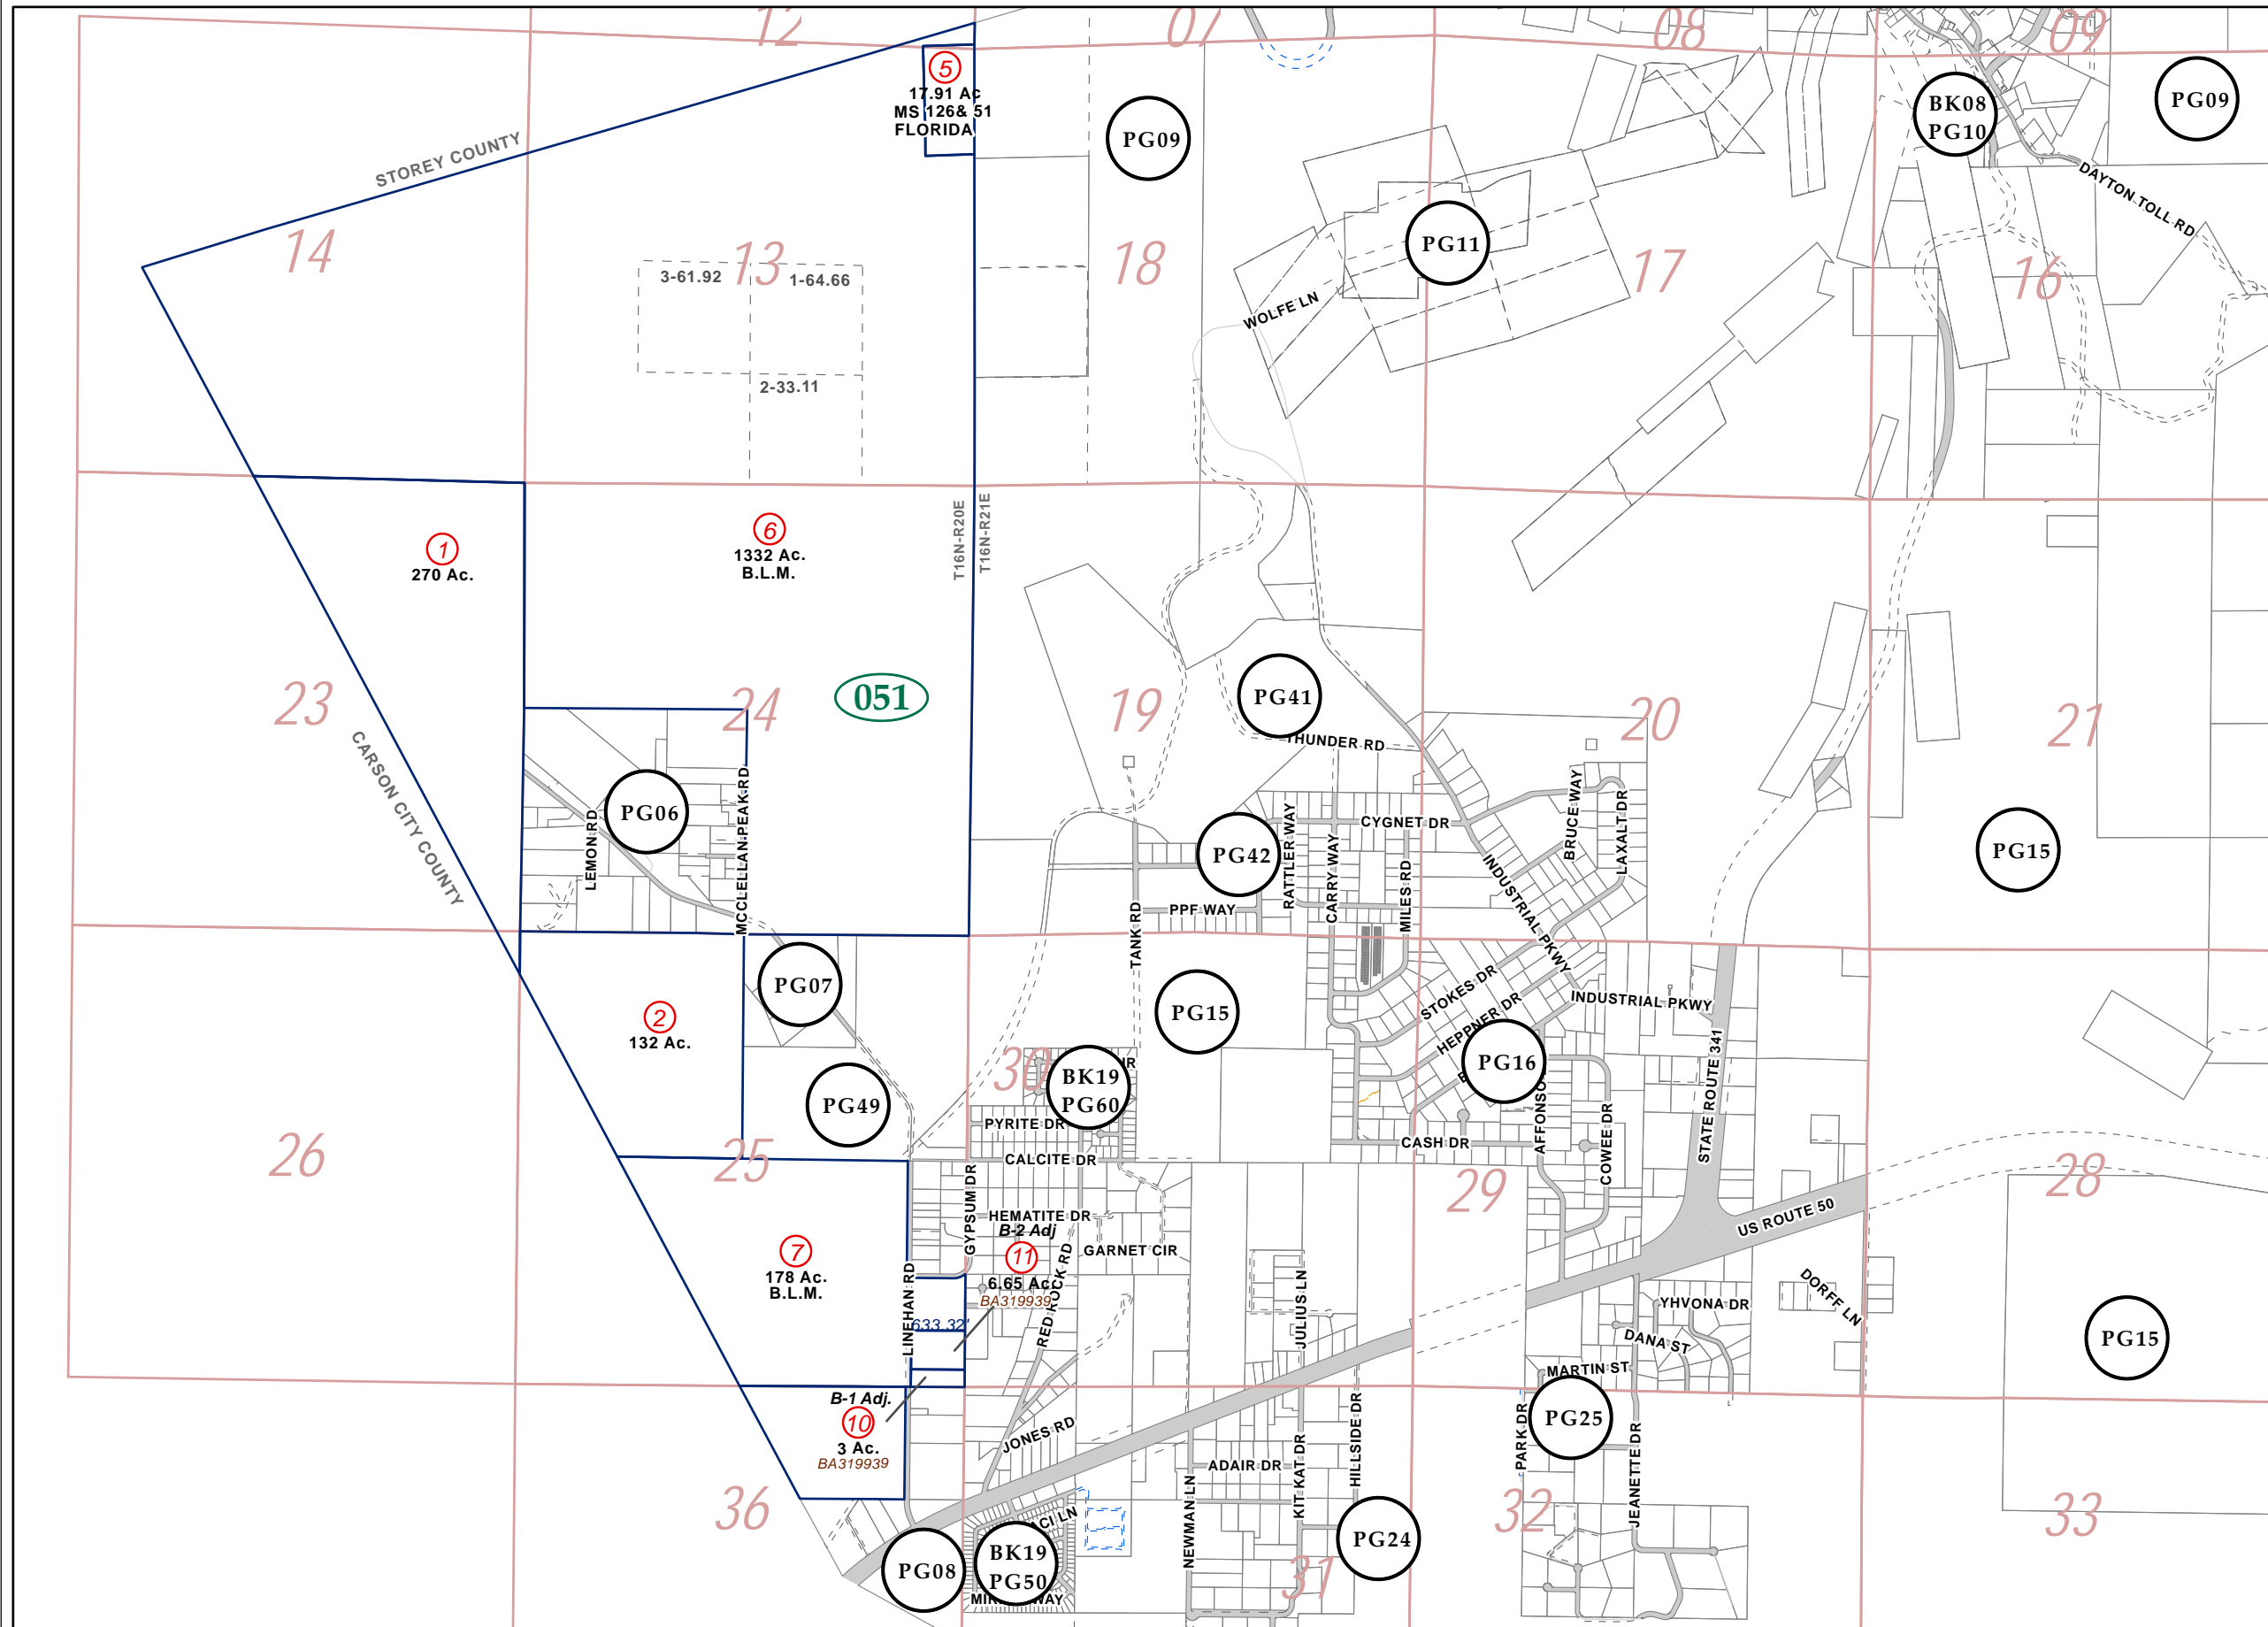 12
07
08
09
5
17.91 Ac
MS 126& 51
FLORIDA
PG09
BK08
PG10
PG09
STOREY COUNTY
DAYTON TOLL RD
14
13
3-61.92
1-64.66
2-33.11
18
PG11
WOLFE LN
17
16
T16N-R20E
T16N-R21E
1
270 Ac.
6
1332 Ac.
B.L.M.
051
23
24
19
PG41
THUNDER RD
20
21
CARSON CITY COUNTY
PG06
LEMON RD
MCCLELLAN PEAK RD
PG42
RATTLER WAY
CARRY WAY
CYGNET DR
MILES RD
BRUCE WAY
LAXALT DR
INDUSTRIAL PKWY
PG15
PPF WAY
TANK RD
PG07
2
132 Ac.
PG15
STOKES DR
HEPPNER DR
INDUSTRIAL PKWY
PG16
PG49
30
BK19
PG60
PYRITE DR
CALCITE DR
CASH DR
AFFONSO
COWEE DR
STATE ROUTE 341
26
25
29
28
US ROUTE 50
GYPSUM DR
HEMATITE DR
B-2 Adj
11
6.65 Ac
BA319939
GARNET CIR
RED ROCK RD
7
178 Ac.
B.L.M.
LINEHAN RD
633.32'
JULIUS LN
YHVONA DR
DORFF LN
DANA ST
MARTIN ST
PG15
B-1 Adj.
10
3 Ac.
BA319939
JONES RD
ADAIR DR
KIT KAT DR
HILLSIDE DR
PARK DR
PG25
JEANETTE DR
36
NEWMAN LN
ACI LN
PG24
32
33
PG08
BK19
PG50
WAY
31